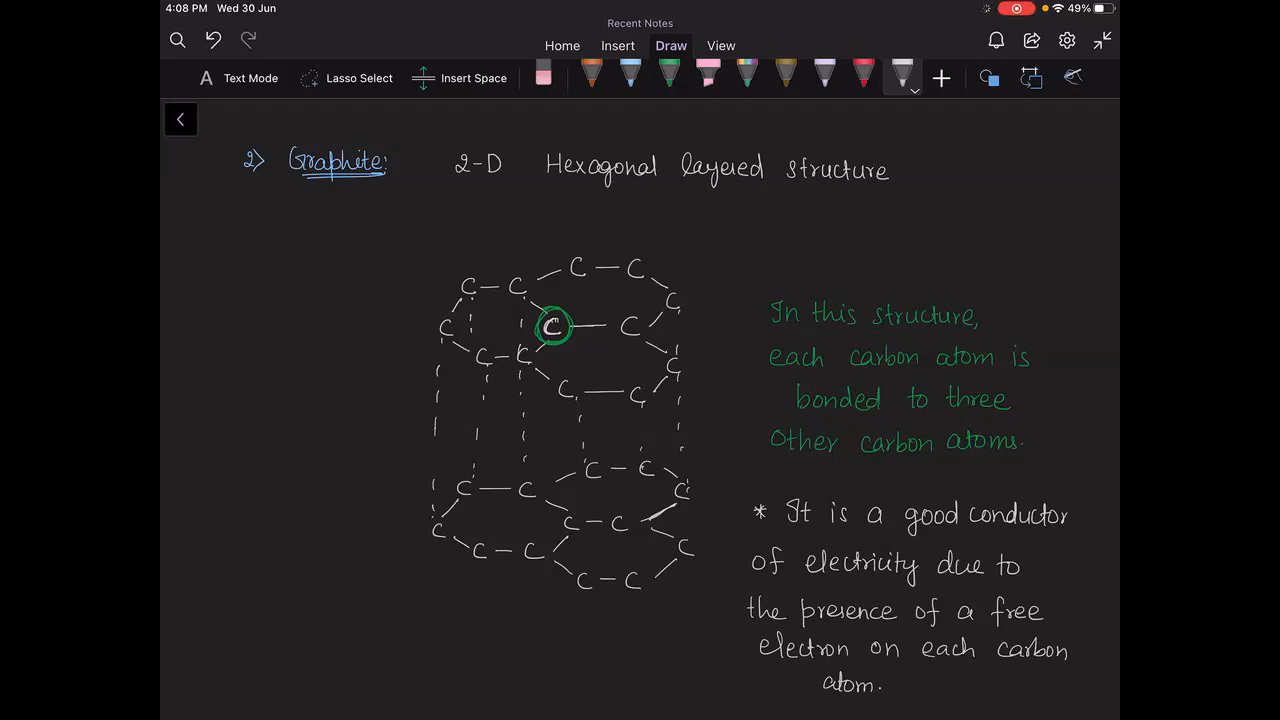 4:08 PM Wed 30 Jun
49%
Recent Notes
Home Insert Draw View
Text Mode Lasso Select Insert Space
2) Graphite: 2-D Hexagonal layered structure
C - C
C - C
C
C C C
C - C
C
C — C
In this structure,
each carbon atom is
bonded to three
other carbon atoms.
C - C
C — C
C
C - C
C
C - C
C
C - C
* It is a good conductor
of electricity due to
the presence of a free
electron on each carbon
atom.